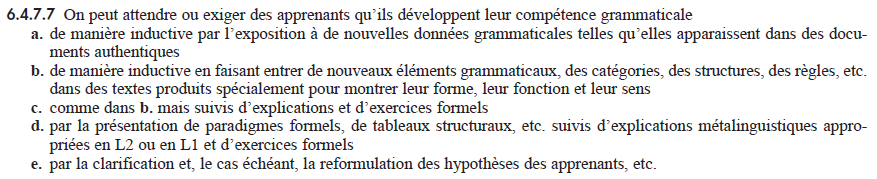 6.4.7.7 On peut attendre ou exiger des apprenants qu’ils développent leur compétence grammaticale
a. de manière inductive par l’exposition à de nouvelles données grammaticales telles qu’elles apparaissent dans des docu-
ments authentiques
b. de manière inductive en faisant entrer de nouveaux éléments grammaticaux, des catégories, des structures, des règles, etc.
dans des textes produits spécialement pour montrer leur forme, leur fonction et leur sens
c. comme dans b. mais suivis d’explications et d’exercices formels
d. par la présentation de paradigmes formels, de tableaux structuraux, etc. suivis d’explications métalinguistiques appro-
priées en L2 ou en L1 et d’exercices formels
e. par la clarification et, le cas échéant, la reformulation des hypothèses des apprenants, etc.